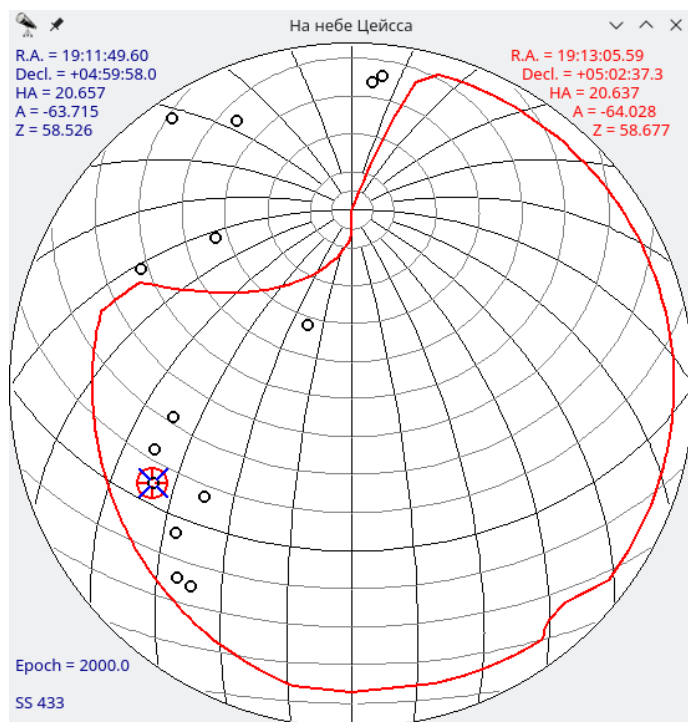 На небе Цейсса
R.A. = 19:11:49.60
Decl. = +04:59:58.0
HA = 20.657
A = -63.715
Z = 58.526
R.A. = 19:13:05.59
Decl. = +05:02:37.3
HA = 20.637
A = -64.028
Z = 58.677
Epoch = 2000.0
SS 433